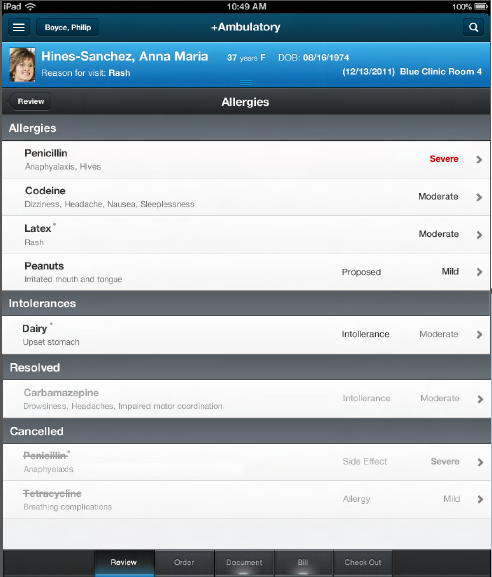 iPad 10:49 AM 100%
Boyce, Philip +Ambulatory
Hines-Sanchez, Anna Maria 37 years F DOB: 08/16/1974
Reason for visit: Rash (12/13/2011) Blue Clinic Room 4
Review Allergies
Allergies
Penicillin Severe
Anaphyalaxis, Hives
Codeine Moderate
Dizziness, Headache, Nausea, Sleeplessness
Latex * Moderate
Rash
Peanuts Proposed Mild
Irritated mouth and tongue
Intolerances
Dairy * Intollerance Moderate
Upset stomach
Resolved
Carbamazepine Intollerance Moderate
Drowsiness, Headaches, Impaired motor coordination
Cancelled
Penicillin * Side Effect Severe
Anaphyalaxis
Tetracycline Allergy Mild
Breathing complications
Review Order Document Bill Check Out